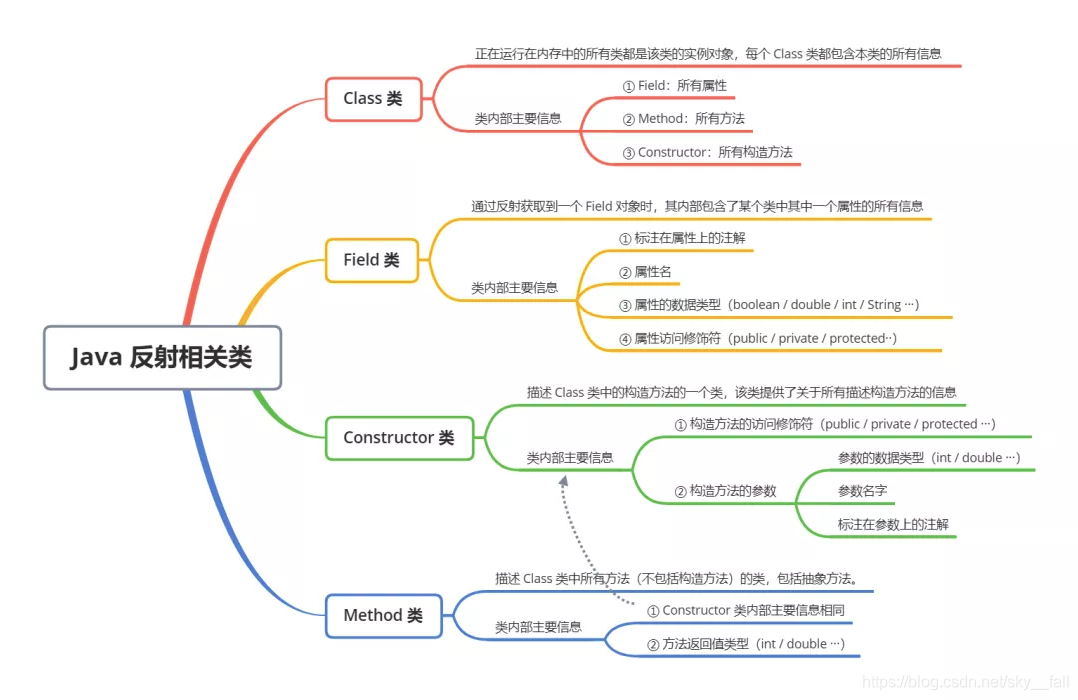 Java 反射相关类
Class 类
正在运行在内存中的所有类都是该类的实例对象，每个 Class 类都包含本类的所有信息
类内部主要信息
① Field：所有属性
② Method：所有方法
③ Constructor：所有构造方法
Field 类
通过反射获取到一个 Field 对象时，其内部包含了某个类中其中一个属性的所有信息
类内部主要信息
① 标注在属性上的注解
② 属性名
③ 属性的数据类型（boolean / double / int / String ···）
④ 属性访问修饰符（public / private / protected··）
Constructor 类
描述 Class 类中的构造方法的一个类，该类提供了关于所有描述构造方法的信息
类内部主要信息
① 构造方法的访问修饰符（public / private / protected ···）
② 构造方法的参数
参数的数据类型（int / double ···）
参数名字
标注在参数上的注解
Method 类
描述 Class 类中所有方法（不包括构造方法）的类，包括抽象方法。
类内部主要信息
① Constructor 类内部主要信息相同
② 方法返回值类型（int / double ···）
https://blog.csdn.net/sky__fall